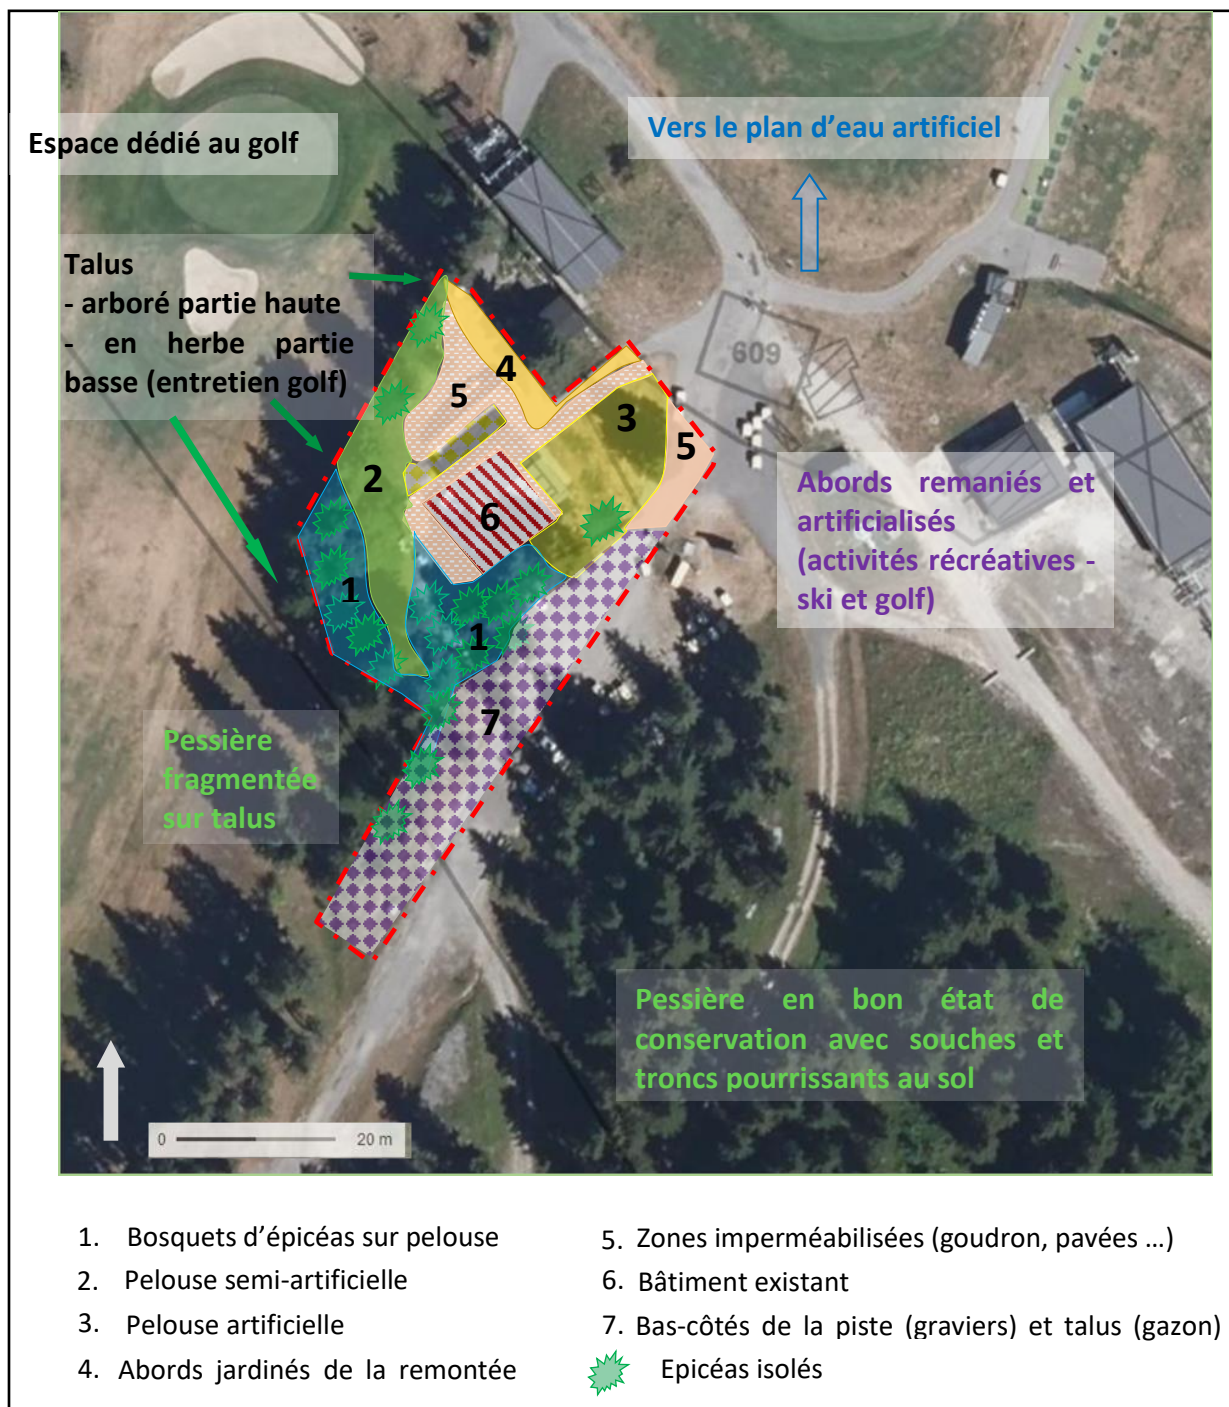 Espace dédié au golf
Vers le plan d'eau artificiel
Talus
- arboré partie haute
- en herbe partie
basse (entretien golf)
609
4
5
3
5
2
6
1
1
7
Abords remaniés et
artificialisés
(activités récréatives -
ski et golf)
Pessière
fragmentée
sur talus
Pessière en bon état de
conservation avec souches et
troncs pourrissants au sol
0 20 m
1. Bosquets d'épicéas sur pelouse
2. Pelouse semi-artificielle
3. Pelouse artificielle
4. Abords jardinés de la remontée
5. Zones imperméabilisées (goudron, pavées ...)
6. Bâtiment existant
7. Bas-côtés de la piste (graviers) et talus (gazon)
Epicéas isolés